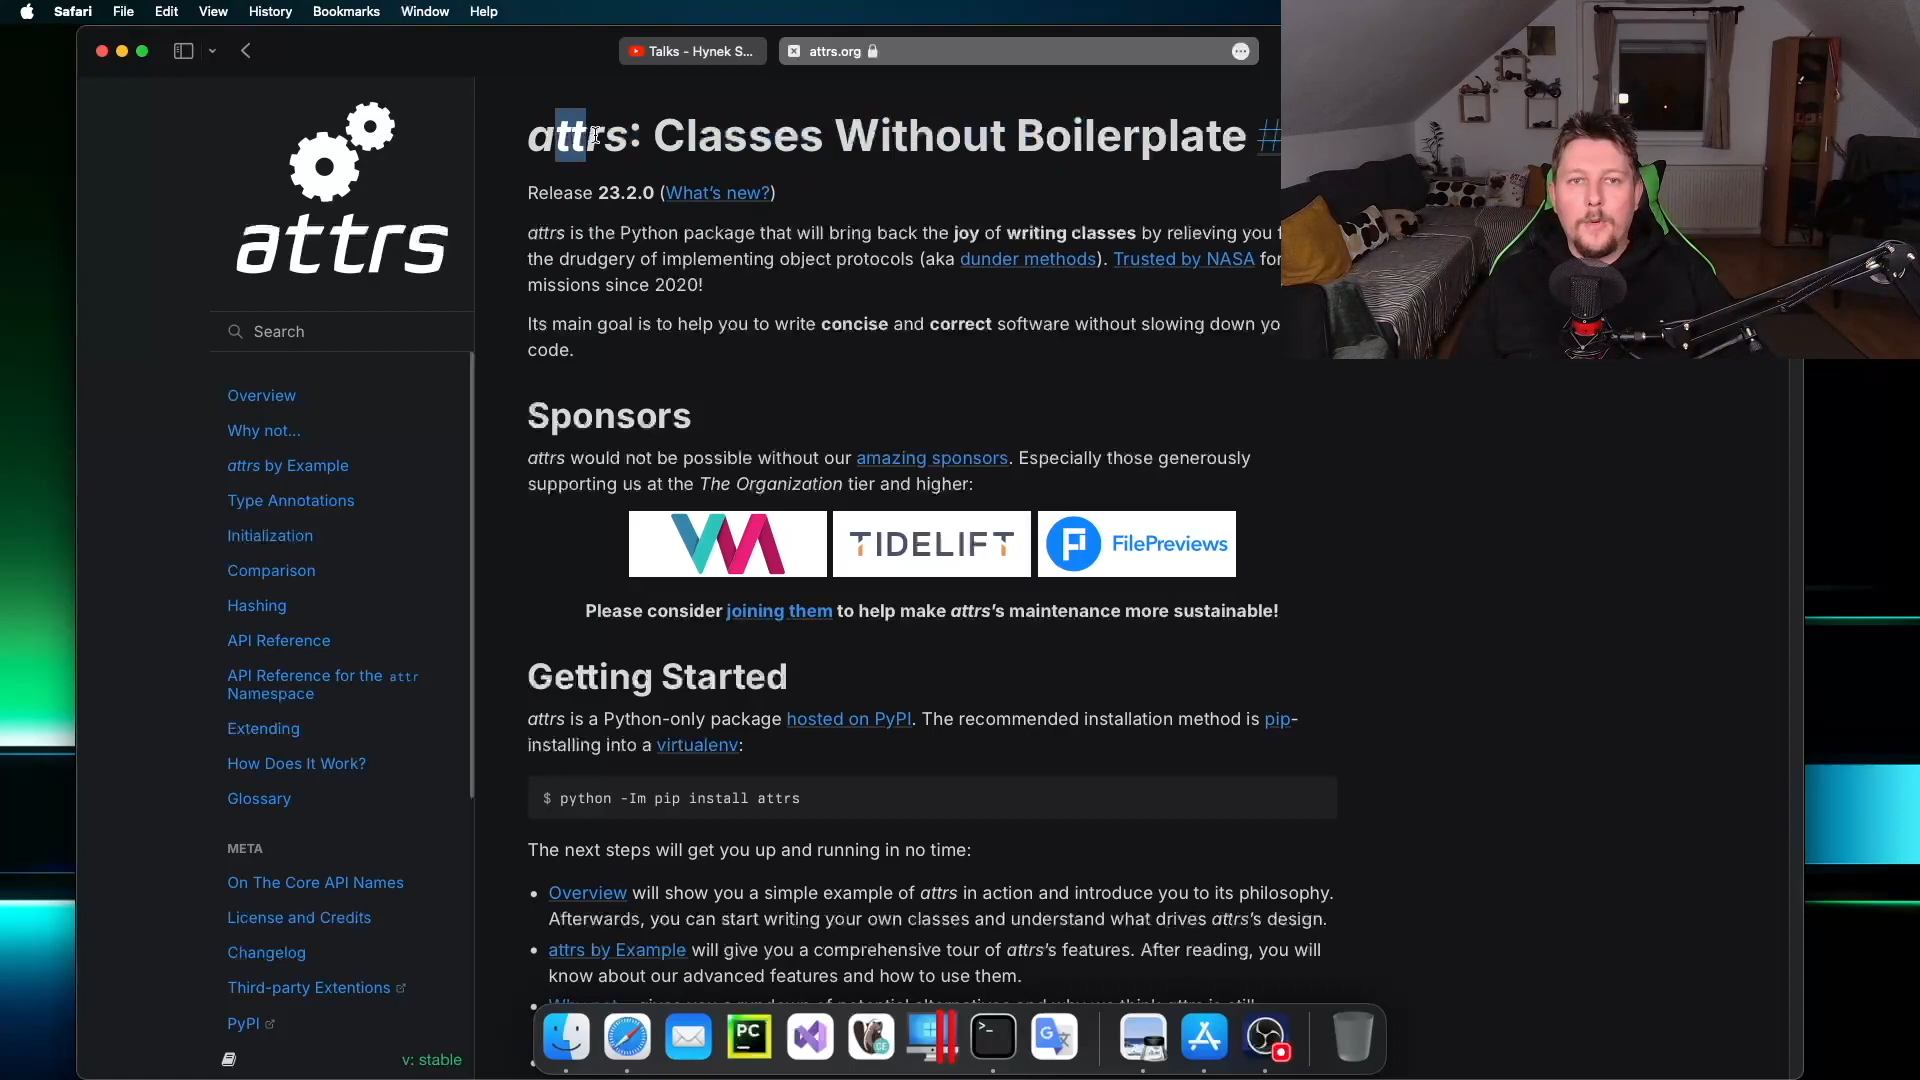 Safari File Edit View History Bookmarks Window Help
Talks - Hynek S...
attrs.org
attrs
Search
Overview
Why not…
attrs by Example
Type Annotations
Initialization
Comparison
Hashing
API Reference
API Reference for the attr
Namespace
Extending
How Does It Work?
Glossary
META
On The Core API Names
License and Credits
Changelog
Third-party Extentions
PyPI
v: stable
attrs: Classes Without Boilerplate #
Release 23.2.0 (What's new?)
attrs is the Python package that will bring back the joy of writing classes by relieving you
the drudgery of implementing object protocols (aka dunder methods). Trusted by NASA for
missions since 2020!
Its main goal is to help you to write concise and correct software without slowing down
code.
Sponsors
attrs would not be possible without our amazing sponsors. Especially those generously
supporting us at the The Organization tier and higher:
TIDELIFT
FilePreviews
Please consider joining them to help make attrs's maintenance more sustainable!
Getting Started
attrs is a Python-only package hosted on PyPI. The recommended installation method is pip-
installing into a virtualenv:
$ python -Im pip install attrs
The next steps will get you up and running in no time:
• Overview will show you a simple example of attrs in action and introduce you to its philosophy.
Afterwards, you can start writing your own classes and understand what drives attrs's design.
• attrs by Example will give you a comprehensive tour of attrs's features. After reading, you will
know about our advanced features and how to use them.
PC
CE